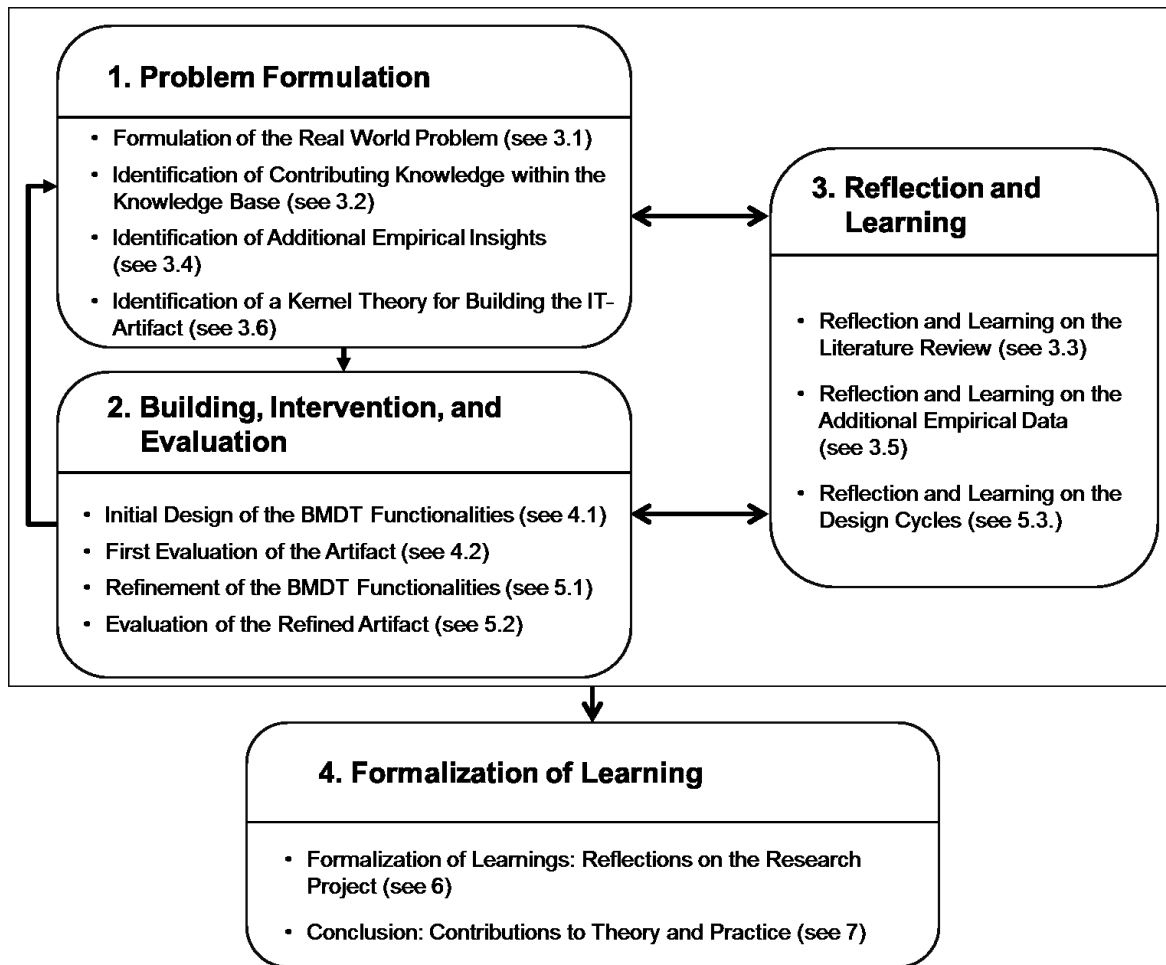 1. Problem Formulation
• Formulation of the Real World Problem (see 3.1)
• Identification of Contributing Knowledge within the
Knowledge Base (see 3.2)
• Identification of Additional Empirical Insights
(see 3.4)
• Identification of a Kernel Theory for Building the IT-
Artifact (see 3.6)
2. Building, Intervention, and
Evaluation
• Initial Design of the BMDT Functionalities (see 4.1)
• First Evaluation of the Artifact (see 4.2)
• Refinement of the BMDT Functionalities (see 5.1)
• Evaluation of the Refined Artifact (see 5.2)
3. Reflection and
Learning
• Reflection and Learning on the
Literature Review (see 3.3)
• Reflection and Learning on the
Additional Empirical Data
(see 3.5)
• Reflection and Learning on the
Design Cycles (see 5.3.)
4. Formalization of Learning
• Formalization of Learnings: Reflections on the Research
Project (see 6)
• Conclusion: Contributions to Theory and Practice (see 7)